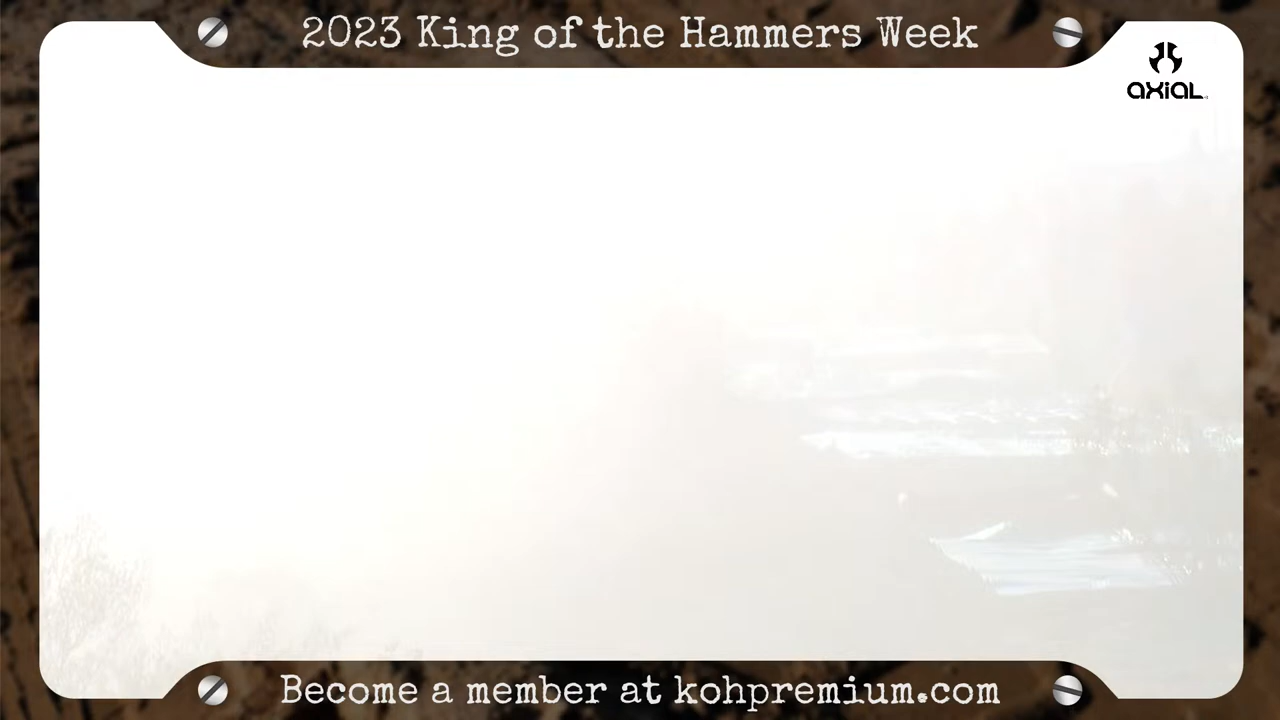 2023 King of the Hammers Week
axial
Become a member at kohpremium.com